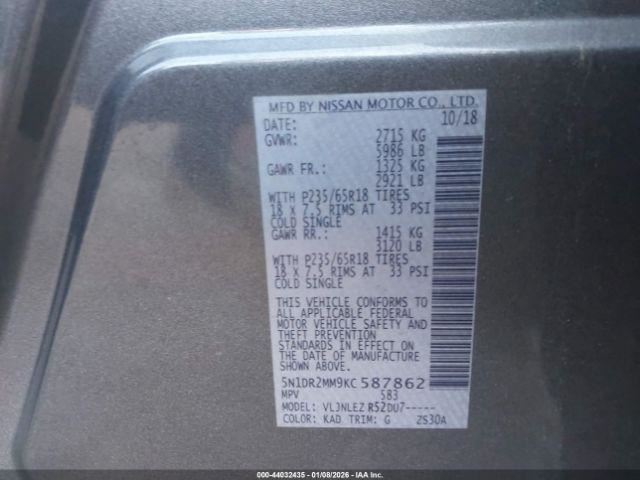 MFD BY NISSAN MOTOR CO., LTD.
DATE: 10/18
GVWR: 2715 KG
5986 LB
GAWR FR.: 1325 KG
2921 LB
WITH P235/65R18 TIRES
18 X 7.5 RIMS AT 33 PSI
COLD SINGLE
GAWR RR.: 1415 KG
3120 LB
WITH P235/65R18 TIRES
18 X 7.5 RIMS AT 33 PSI
COLD SINGLE
THIS VEHICLE CONFORMS TO
ALL APPLICABLE FEDERAL
MOTOR VEHICLE SAFETY AND
THEFT PREVENTION
STANDARDS IN EFFECT ON
THE DATE OF MANUFACTURE
SHOWN ABOVE.
5N1DR2MM9KC587862
MPV 583
MODEL: VLJNLEZ R52DU7-----
COLOR: KAD TRIM: G ZS30A
000-44032435 | 01/08/2026 - IAAI.com